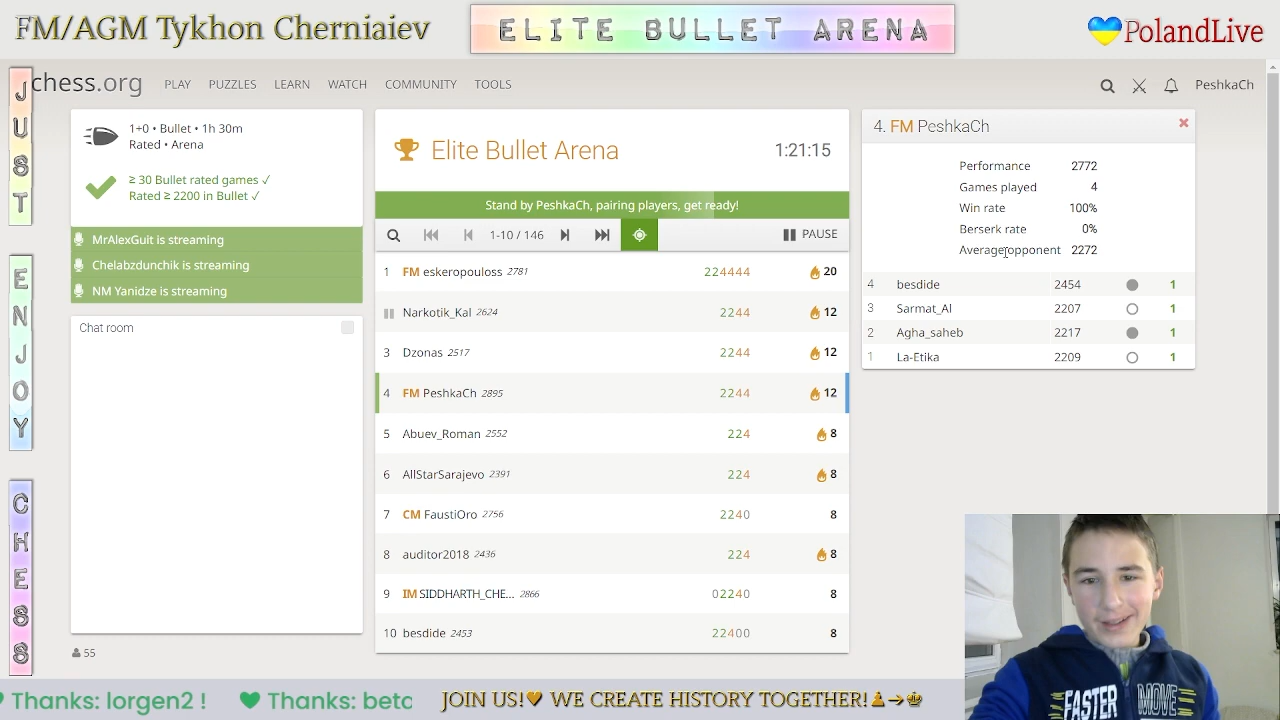 FM/AGM Tykhon Cherniaiev
ELITE BULLET ARENA
PolandLive
JUST
ENJOY
CHESS
chess.org
PLAY
PUZZLES
LEARN
WATCH
COMMUNITY
TOOLS
PeshkaCh
1+0 • Bullet • 1h 30m
Rated • Arena
≥ 30 Bullet rated games ✓
Rated ≥ 2200 in Bullet ✓
MrAlexGuit is streaming
Chelabzdunchik is streaming
NM Yanidze is streaming
Chat room
55
Elite Bullet Arena
1:21:15
Stand by PeshkaCh, pairing players, get ready!
1-10 / 146
PAUSE
1 FM eskeropouloss 2781 224444 20
Narkotik_Kal 2624 2244 12
3 Dzonas 2517 2244 12
4 FM PeshkaCh 2895 2244 12
5 Abuev_Roman 2552 224 8
6 AllStarSarajevo 2391 224 8
7 CM FaustiOro 2756 2240 8
8 auditor2018 2436 224 8
9 IM SIDDHARTH_CHE... 2866 02240 8
10 besdide 2453 22400 8
4. FM PeshkaCh
Performance 2772
Games played 4
Win rate 100%
Berserk rate 0%
Average opponent 2272
4 besdide 2454 1
3 Sarmat_Al 2207 1
2 Agha_saheb 2217 1
1 La-Etika 2209 1
FASTER
MOVE
Thanks: lorgen2 !
Thanks: beta
JOIN US!♥ WE CREATE HISTORY TOGETHER!♟→♚